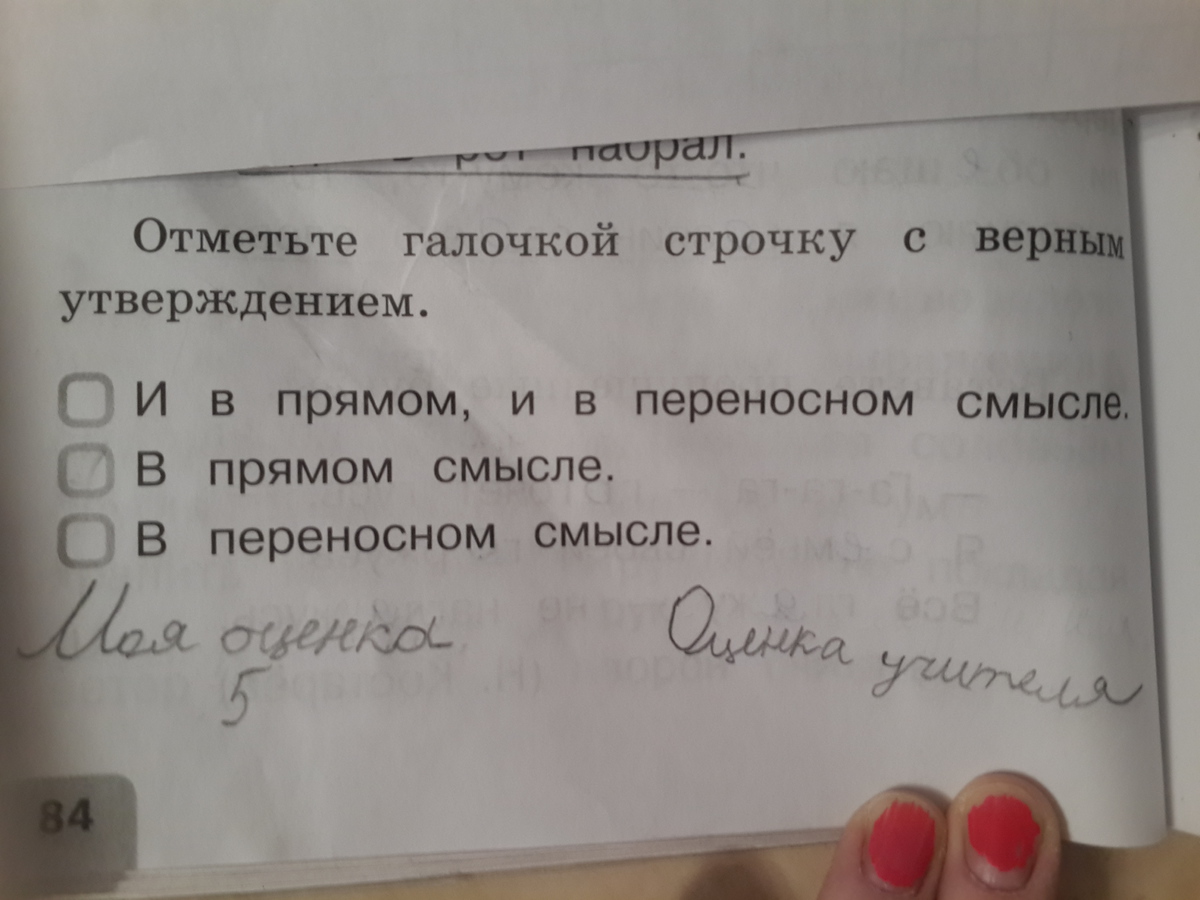 в рот набрал.
Отметьте галочкой строчку с верным
утверждением.
И в прямом, и в переносном смысле.
В прямом смысле.
В переносном смысле.
Моя оценка
Оценка учителя
5
84